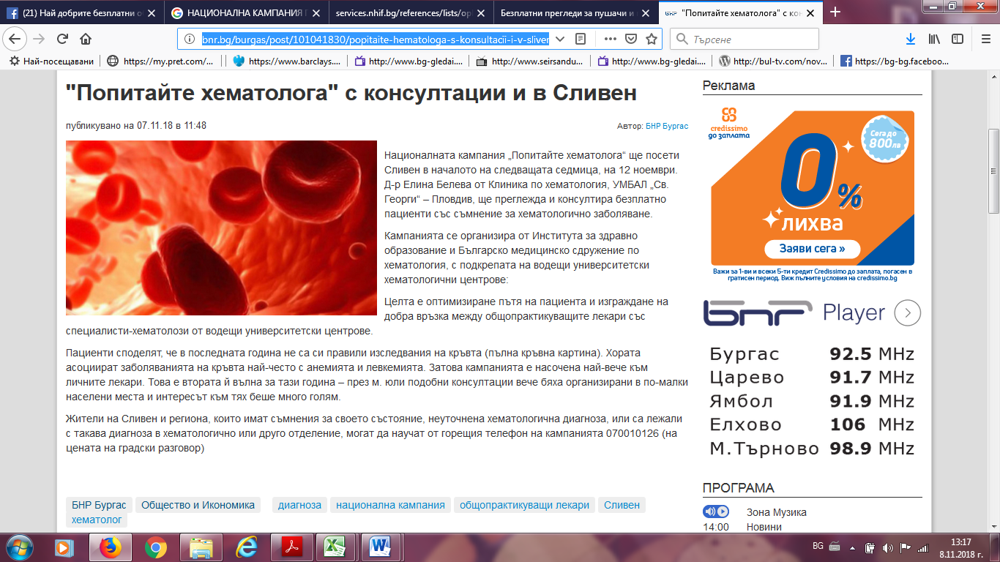 (21) Най добрите безплатни о
НАЦИОНАЛНА КАМПАНИЯ П
services.nhif.bg/references/lists/opl
Безплатни прегледи за пушачи и
"Попитайте хематолога" с кон
bnr.bg/burgas/post/101041830/popitaite-hematologa-s-konsultacii-i-v-sliven
Търсене
Най-посещавани
https://my.pret.com/...
https://www.barclays....
http://www.bg-gledai....
http://www.seirsandu...
http://www.bg-gledai....
http://bul-tv.com/nov...
https://bg-bg.faceboo...
"Попитайте хематолога" с консултации и в Сливен
публикувано на 07.11.18 в 11:48
Автор: БНР Бургас
Националната кампания „Попитайте хематолога“ ще посети
Сливен в началото на следващата седмица, на 12 ноември.
Д-р Елина Белева от Клиника по хематология, УМБАЛ „Св.
Георги“ – Пловдив, ще преглежда и консултира безплатно
пациенти със съмнение за хематологично заболяване.
Кампанията се организира от Института за здравно
образование и Българско медицинско сдружение по
хематология, с подкрепата на водещи университетски
хематологични центрове:
Целта е оптимизиране пътя на пациента и изграждане на
добра връзка между общопрактикуващите лекари със
специалисти-хематолози от водещи университетски центрове.
Пациенти споделят, че в последната година не са си правили изследвания на кръвта (пълна кръвна картина). Хората
асоциират заболяванията на кръвта най-често с анемията и левкемията. Затова кампанията е насочена най-вече към
личните лекари. Това е втората й вълна за тази година – през м. юли подобни консултации вече бяха организирани в по-малки
населени места и интересът към тях беше много голям.
Жители на Сливен и региона, които имат съмнения за своето състояние, неуточнена хематологична диагноза, или са лежали
с такава диагноза в хематологично или друго отделение, могат да научат от горещия телефон на кампанията 070010126 (на
цената на градски разговор)
БНР Бургас
Общество и Икономика
диагноза
национална кампания
общопрактикуващи лекари
Сливен
хематолог
Реклама
credissimo
до заплата
Сега до
800лв
0%
лихва
Заяви сега »
Важи за 1-ви и всеки 5-ти кредит Credissimo до заплата, погасен в
гратисен период. Виж пълните условия на credissimo.bg
бнр Player
Бургас 92.5 MHz
Царево 91.7 MHz
Ямбол 91.9 MHz
Елхово 106 MHz
М.Търново 98.9 MHz
ПРОГРАМА
Зона Музика
14:00 Новини
BG
13:17
8.11.2018 г.